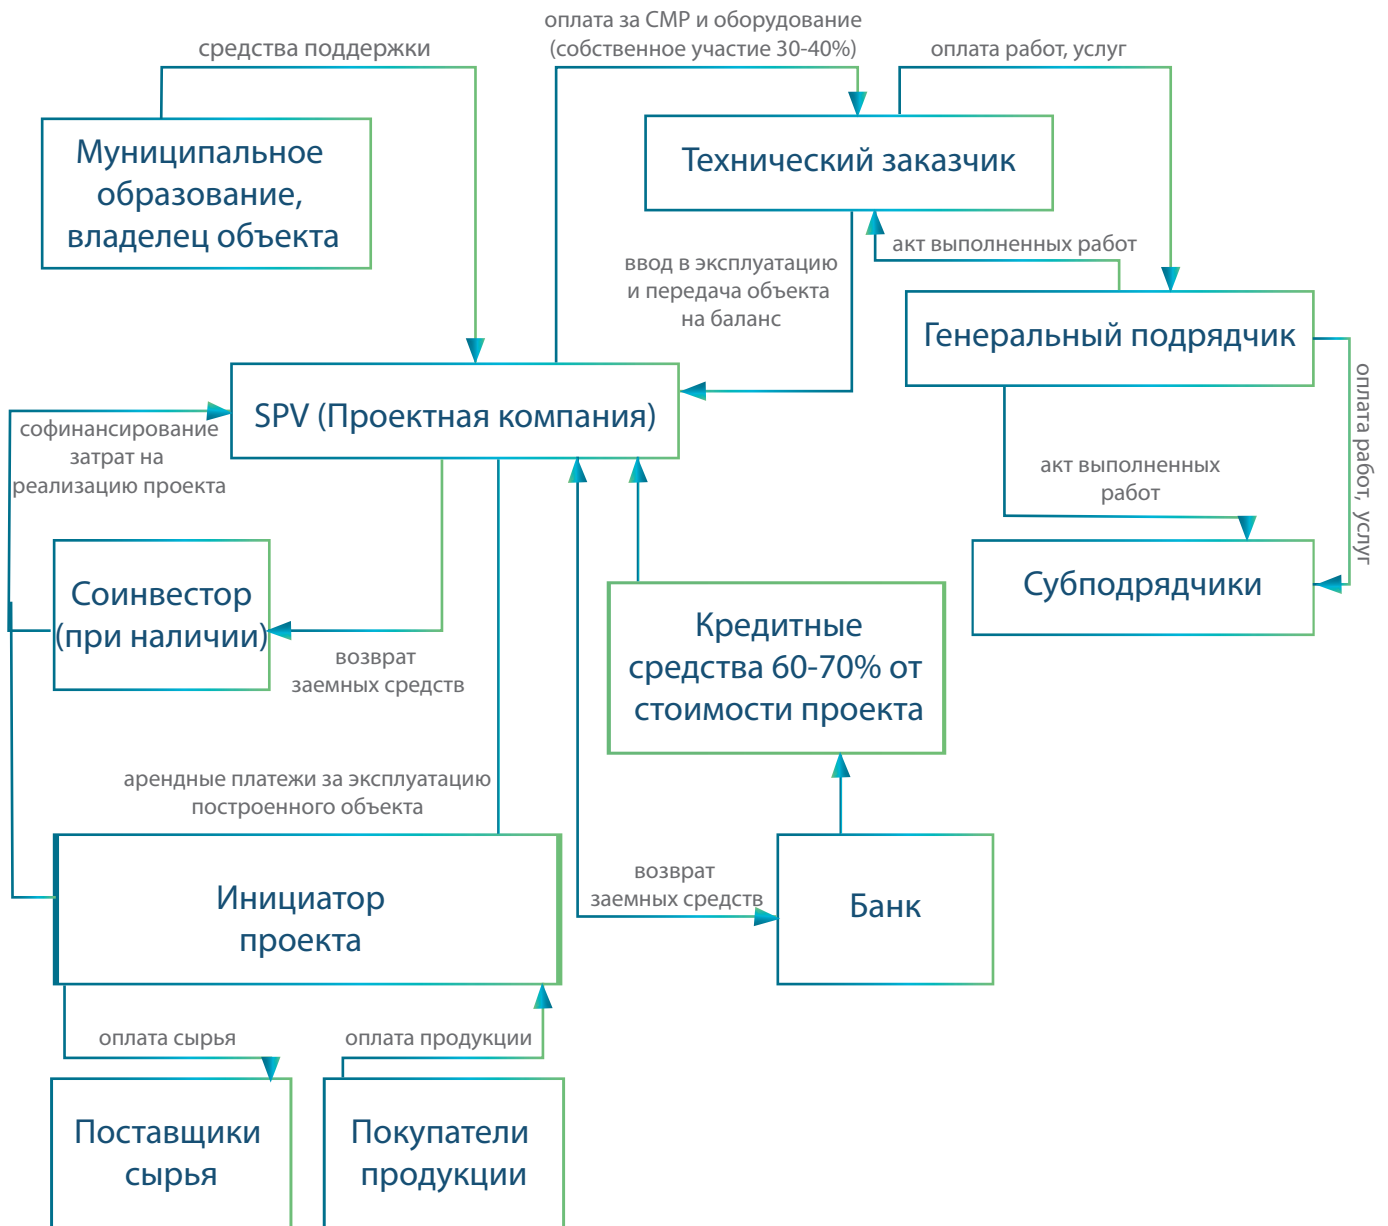 оплата за СМР и оборудование
(собственное участие 30-40%)
средства поддержки
оплата работ, услуг
Муниципальное
образование,
владелец объекта
Технический заказчик
акт выполненных работ
ввод в эксплуатацию
и передача объекта
на баланс
Генеральный подрядчик
оплата работ, услуг
SPV (Проектная компания)
софинансирование
затрат на
реализацию проекта
акт выполненных
работ
Соинвестор
(при наличии)
Субподрядчики
Кредитные
средства 60-70% от
стоимости проекта
возврат
заемных средств
арендные платежи за эксплуатацию
построенного объекта
Инициатор
проекта
возврат
заемных средств
Банк
оплата сырья
оплата продукции
Поставщики
сырья
Покупатели
продукции